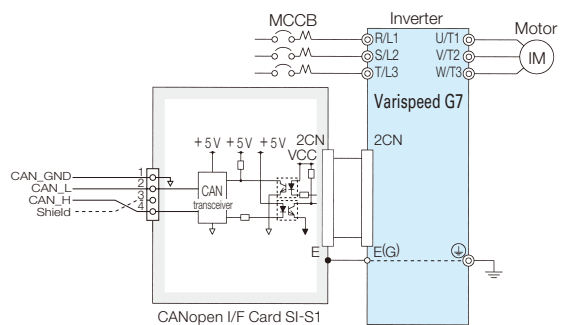 MCCB
Inverter
Motor
R/L1 U/T1
S/L2 V/T2
T/L3 W/T3
IM
Varispeed G7
+5V +5V +5V
2CN
2CN
VCC
CAN_GND
CAN_L
CAN_H
Shield
1
2
3
4
CAN
transceiver
E
E(G)
CANopen I/F Card SI-S1